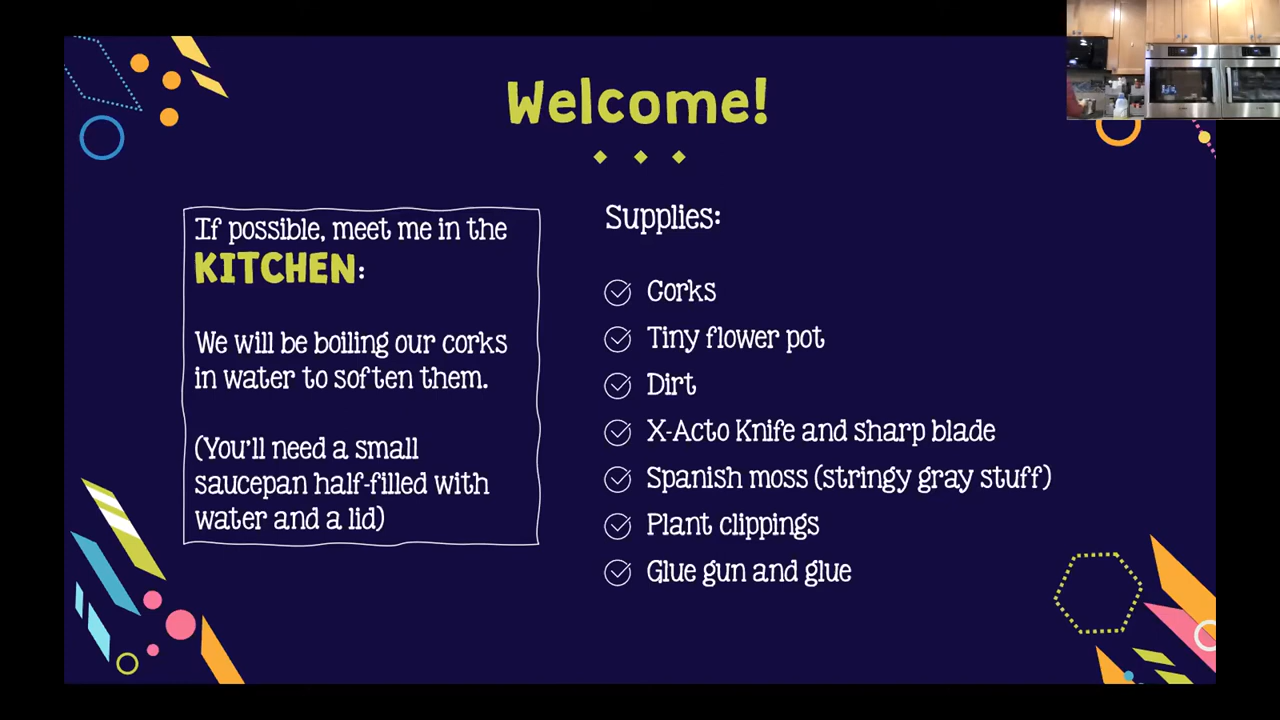 Welcome!
If possible, meet me in the
KITCHEN:
We will be boiling our corks
in water to soften them.
(You'll need a small
saucepan half-filled with
water and a lid)
Supplies:
Corks
Tiny flower pot
Dirt
X-Acto Knife and sharp blade
Spanish moss (stringy gray stuff)
Plant clippings
Glue gun and glue